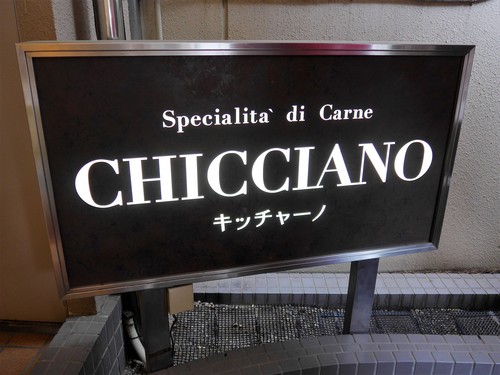 Specialita` di Carne
CHICCIANO
キッチャーノ